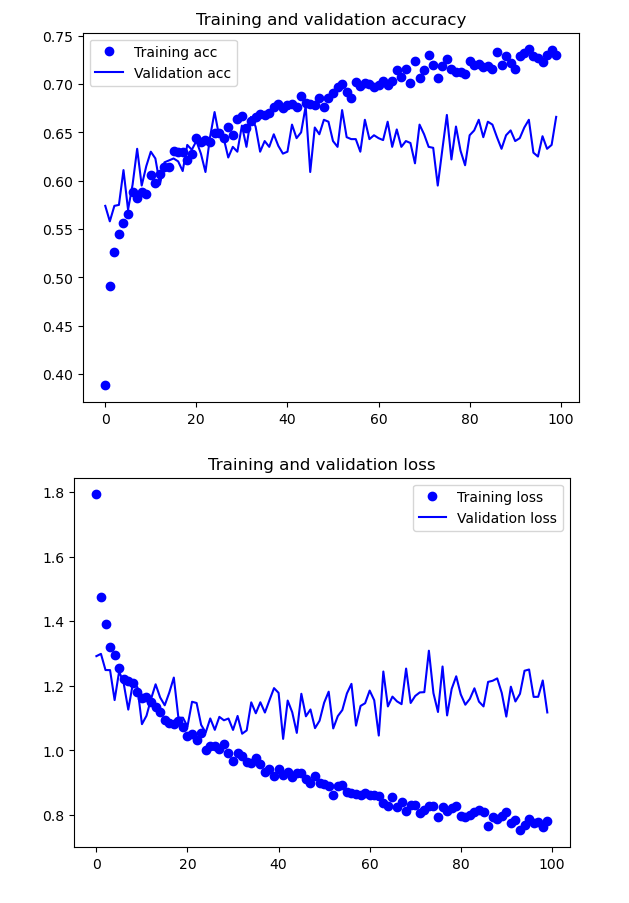 Training and validation accuracy
Training acc
Validation acc
0.75
0.70
0.65
0.60
0.55
0.50
0.45
0.40
0 20 40 60 80 100
Training and validation loss
Training loss
Validation loss
1.8
1.6
1.4
1.2
1.0
0.8
0 20 40 60 80 100